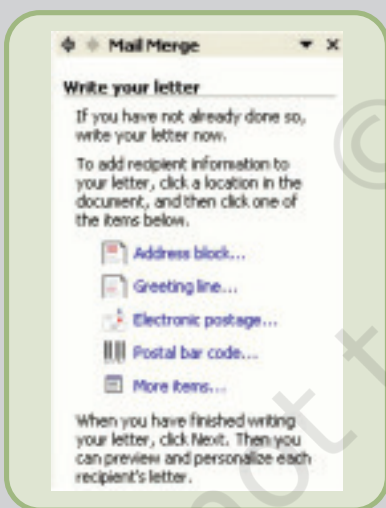 Mail Merge
Write your letter
If you have not already done so,
write your letter now.
To add recipient information to
your letter, click a location in the
document, and then click one of
the items below.
Address block...
Greeting line...
Electronic postage...
Postal bar code...
More items...
When you have finished writing
your letter, click Next. Then you
can preview and personalize each
recipient's letter.
©
not t